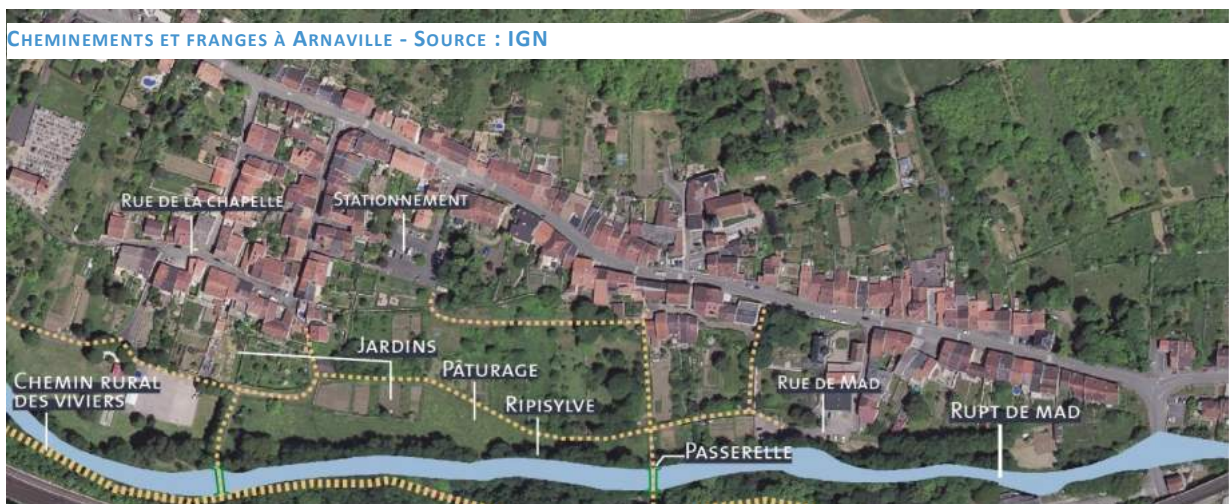 CHEMINEMENTS ET FRANGES À ARNAVILLE - SOURCE : IGN
RUE DE LA CHAPELLE
STATIONNEMENT
JARDINS
PÂTURAGE
CHEMIN RURAL
DES VIVIERS
RIPISYLVE
RUE DE MAD
RUPT DE MAD
PASSERELLE